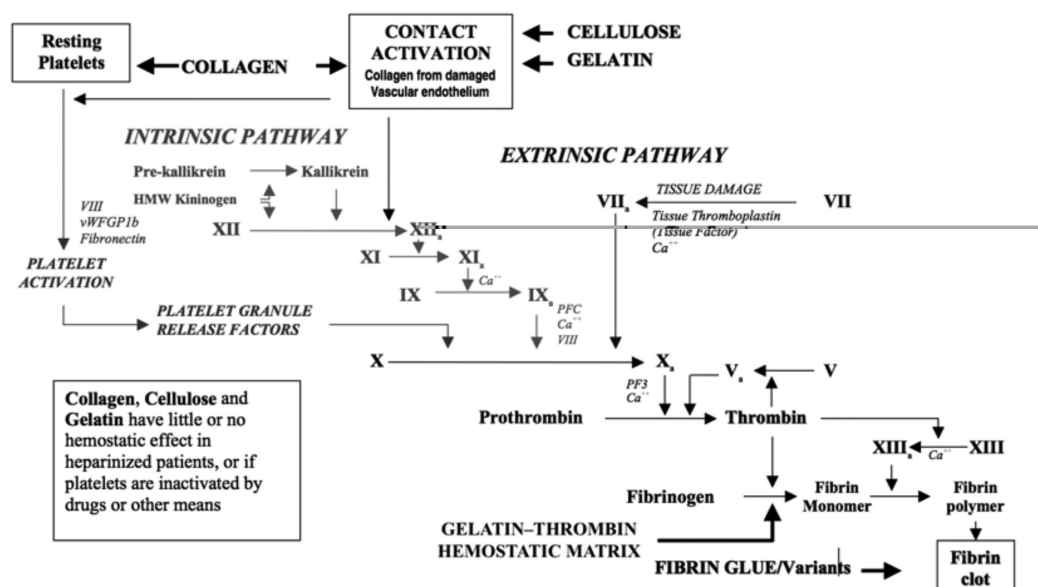 Resting
Platelets
COLLAGEN
CONTACT
ACTIVATION
Collagen from damaged
Vascular endothelium
CELLULOSE
GELATIN
INTRINSIC PATHWAY
EXTRINSIC PATHWAY
Pre-kallikrein
Kallikrein
HMW Kininogen
VIII
vWFGP1b
Fibronectin
XII
XIIa
VIIa
TISSUE DAMAGE
VII
Tissue Thromboplastin
(Tissue Factor)
Ca++
PLATELET
ACTIVATION
XI
XIa
Ca++
IX
IXa
PFC
Ca++
VIII
PLATELET GRANULE
RELEASE FACTORS
X
Xa
Va
V
PF3
Ca++
Prothrombin
Thrombin
XIIIa
Ca++
XIII
Collagen, Cellulose and
Gelatin have little or no
hemostatic effect in
heparinized patients, or if
platelets are inactivated by
drugs or other means
Fibrinogen
Fibrin
Monomer
Fibrin
polymer
GELATIN–THROMBIN
HEMOSTATIC MATRIX
FIBRIN GLUE/Variants
Fibrin
clot